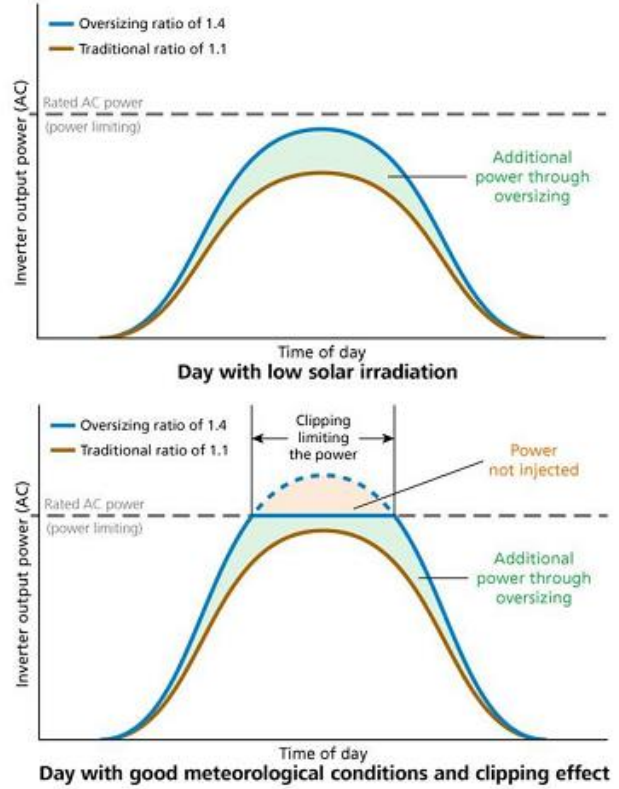 Oversizing ratio of 1.4
Traditional ratio of 1.1
Rated AC power
(power limiting)
Inverter output power (AC)
Additional
power through
oversizing
Time of day
Day with low solar irradiation
Oversizing ratio of 1.4
Traditional ratio of 1.1
Clipping
limiting
the power
Power
not injected
Rated AC power
(power limiting)
Inverter output power (AC)
Additional
power through
oversizing
Time of day
Day with good meteorological conditions and clipping effect